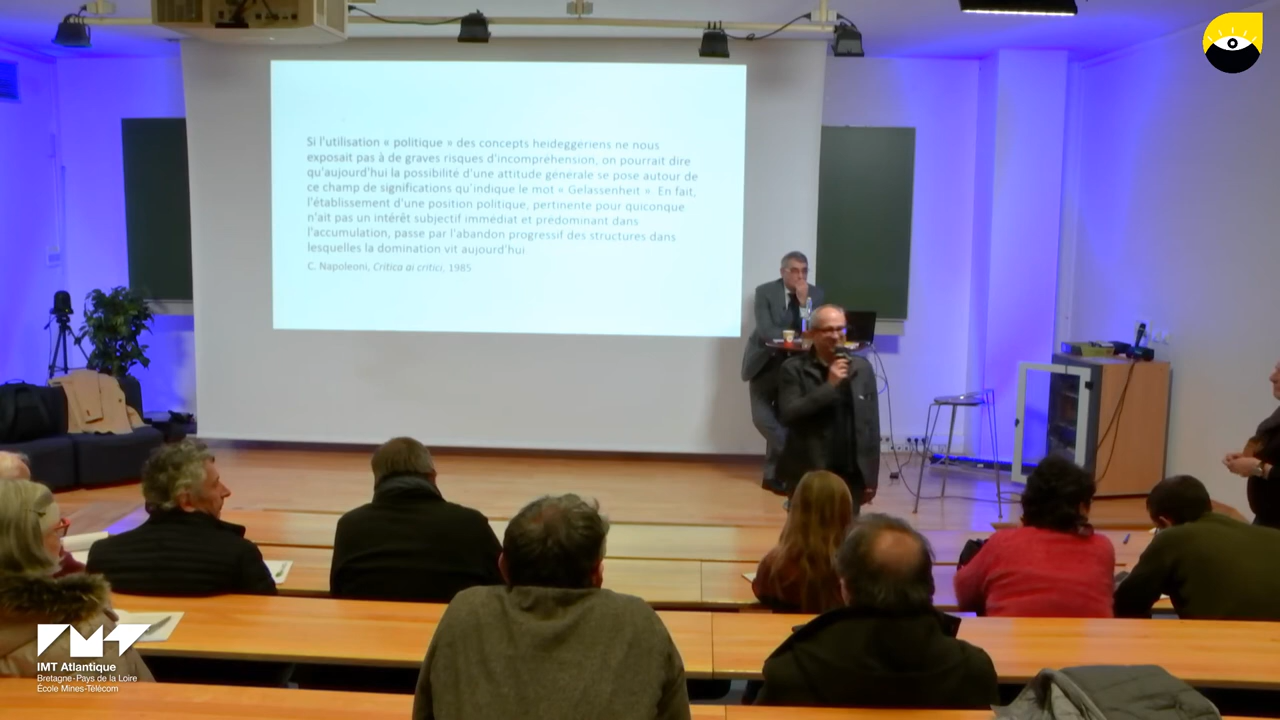 Si l'utilisation « politique » des concepts heideggeriens ne nous
exposait pas à de graves risques d'incompréhension, on pourrait dire
qu'aujourd'hui la possibilité d'une attitude générale se pose autour de
ce champ de significations qu'indique le mot « Gelassenheit ». En fait,
l'établissement d'une position politique, pertinente pour quiconque
n'ait pas un intérêt subjectif immédiat et prédominant dans
l'accumulation, passe par l'abandon progressif des structures dans
lesquelles la domination vit aujourd'hui
C. Napoleoni, Critica ai critici, 1985
IMT Atlantique
Bretagne-Pays de la Loire
École Mines-Télécom